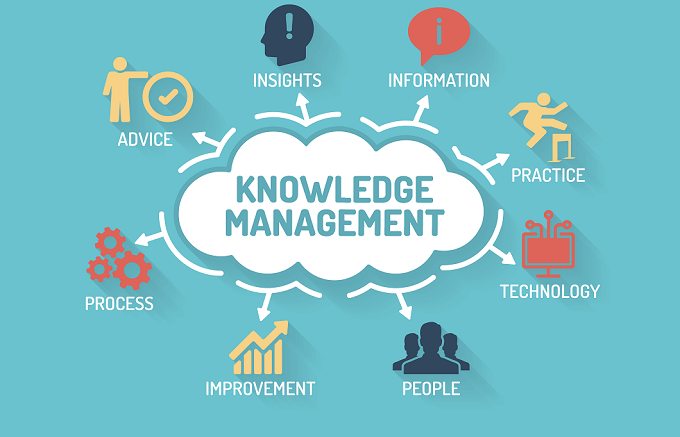 INSIGHTS
INFORMATION
ADVICE
PRACTICE
KNOWLEDGE
MANAGEMENT
PROCESS
TECHNOLOGY
IMPROVEMENT
PEOPLE